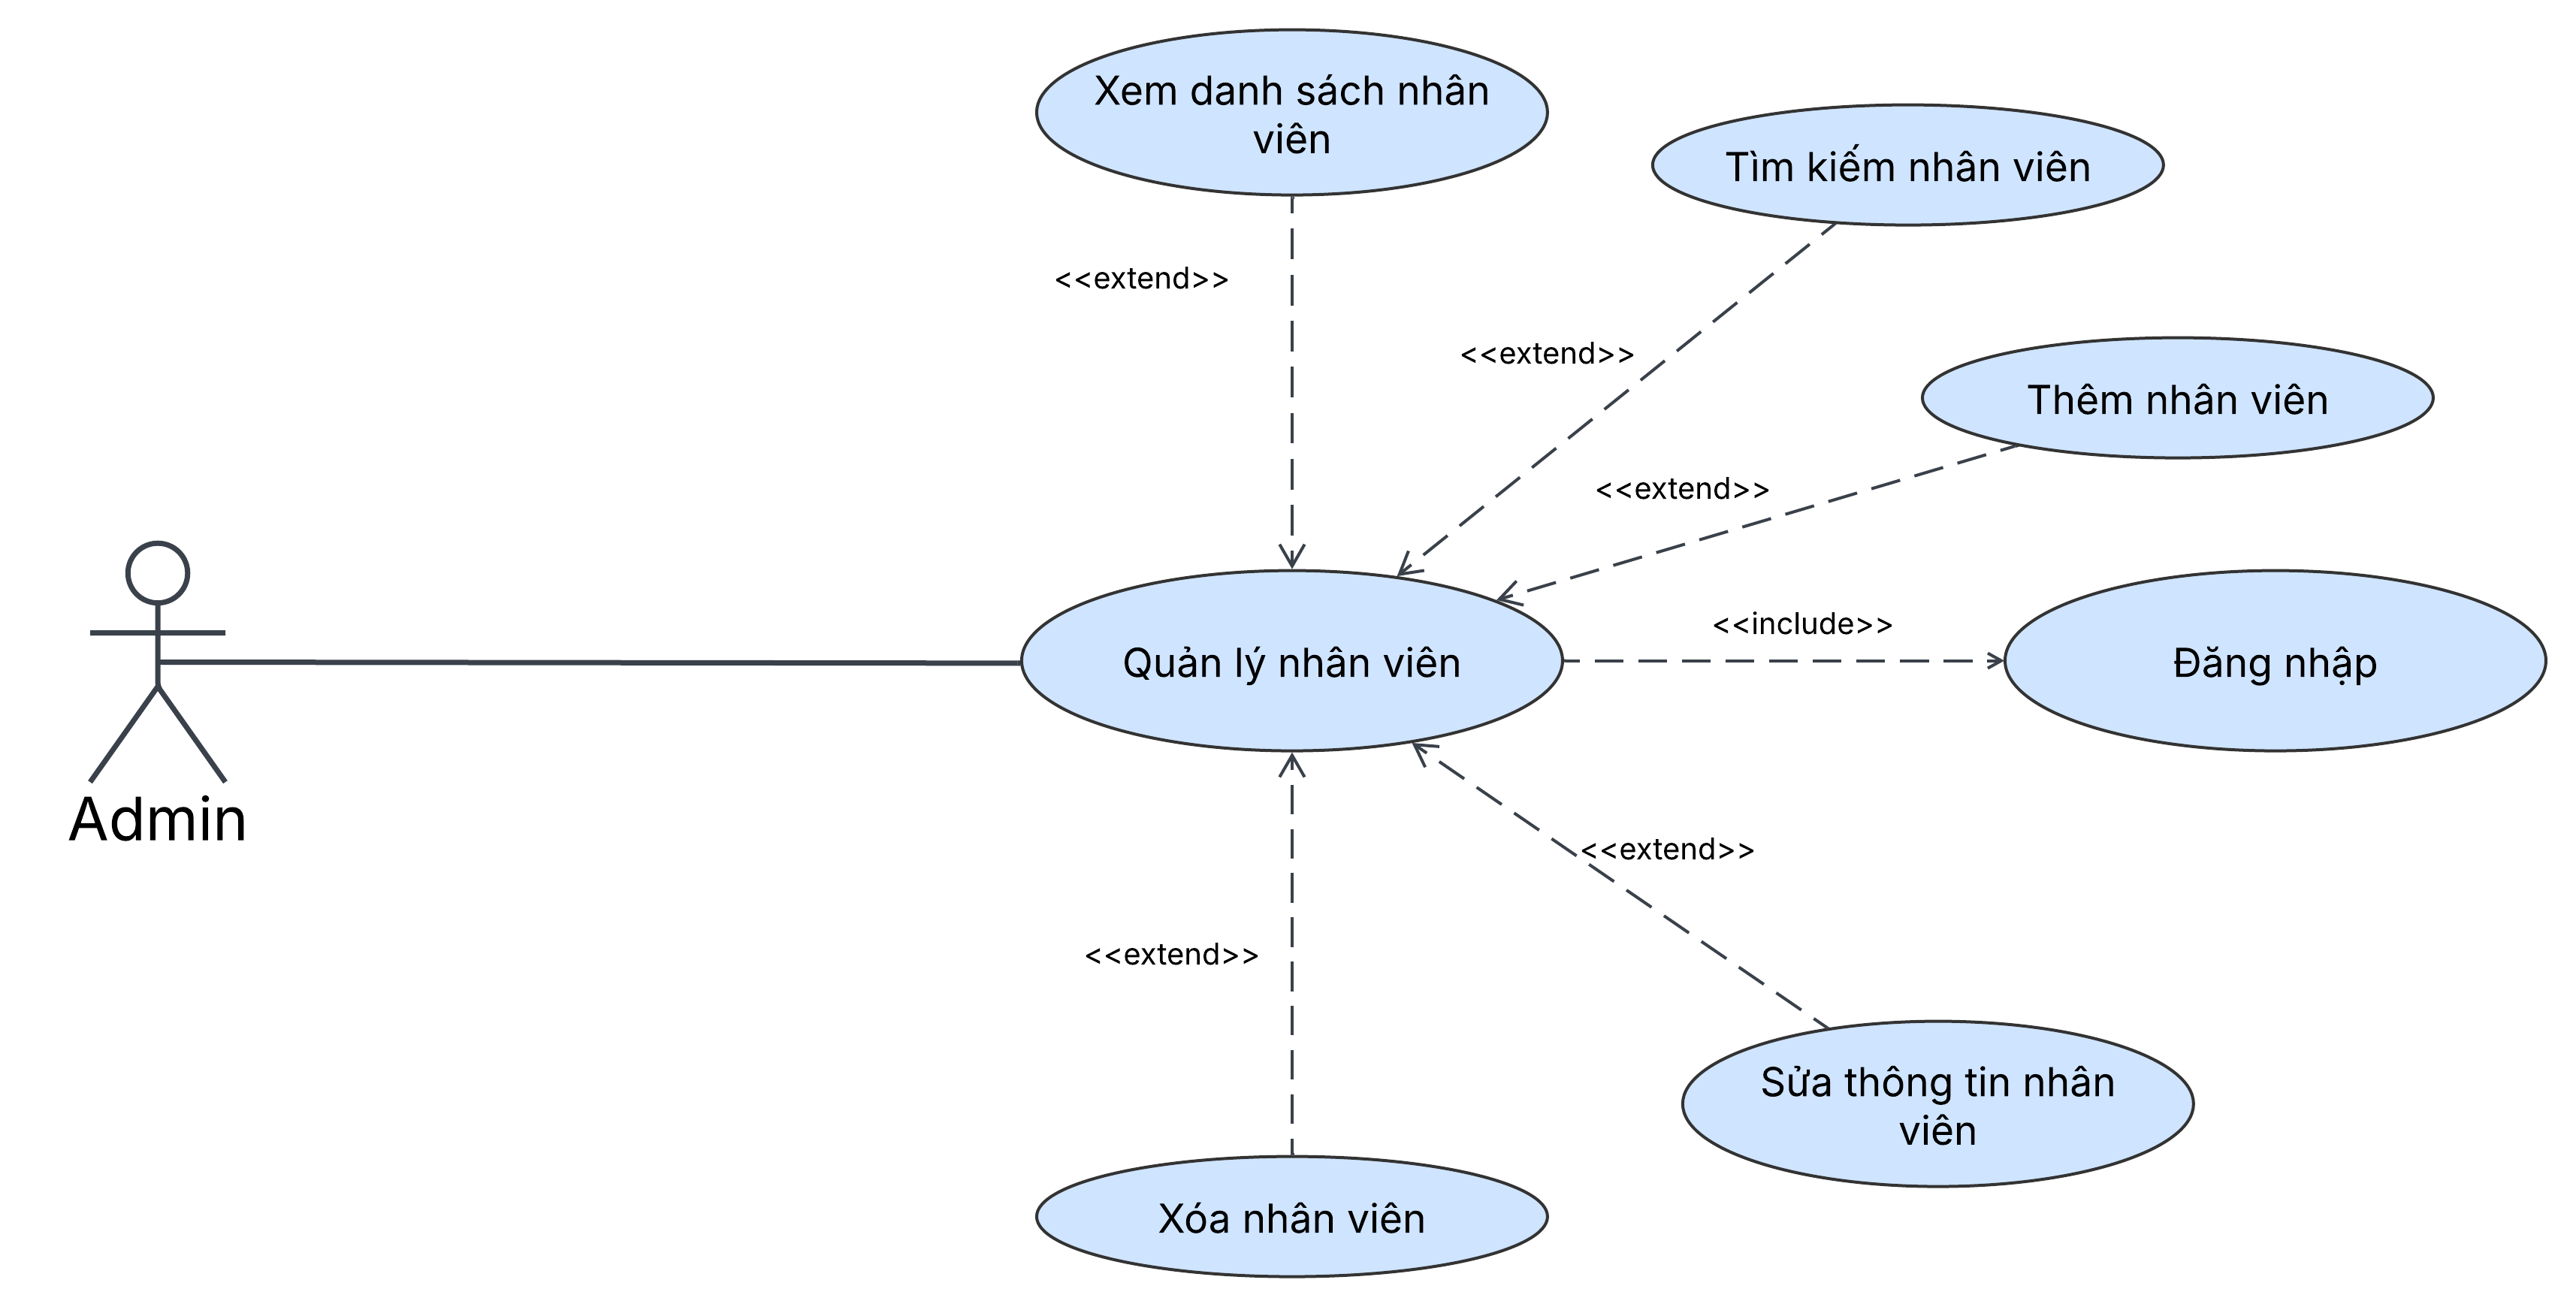 Xem danh sách nhân
viên
Tìm kiếm nhân viên
<<extend>>
<<extend>>
Thêm nhân viên
<<extend>>
<<include>>
Quản lý nhân viên
Đăng nhập
Admin
<<extend>>
<<extend>>
Sửa thông tin nhân
viên
Xóa nhân viên